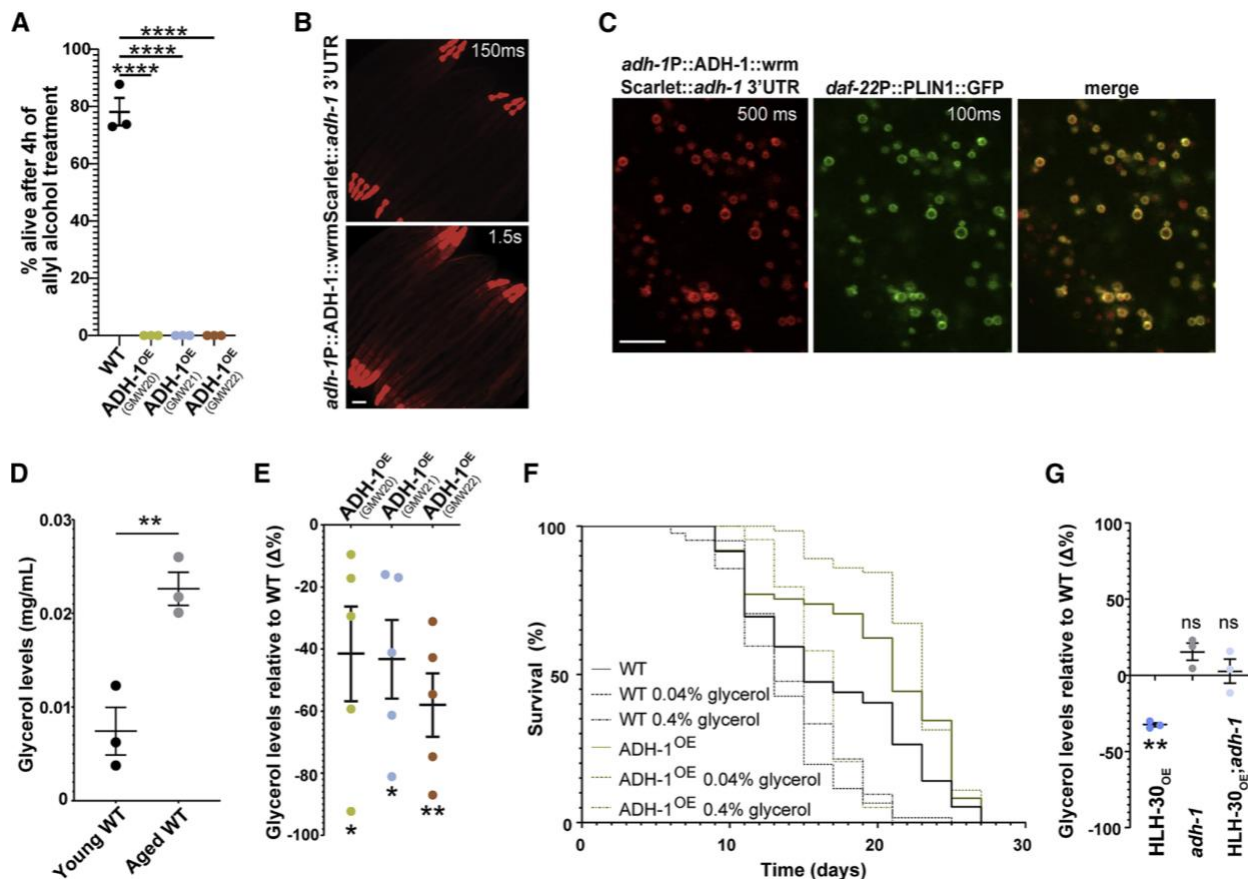 A
****
****
****
100
80
60
40
20
0
% alive after 4h of
allyl alcohol treatment
WT
ADH-1OE
(GMW20)
ADH-1OE
(GMW21)
ADH-1OE
(GMW22)
B
adh-1P::ADH-1::wrmScarlet::adh-1 3'UTR
150ms
1.5s
C
adh-1P::ADH-1::wrm
Scarlet::adh-1 3'UTR
daf-22P::PLIN1::GFP
merge
500 ms
100ms
D
**
0.03
0.02
0.01
0.00
Glycerol levels (mg/mL)
Young WT
Aged WT
E
ADH-1OE
(GMW20)
ADH-1OE
(GMW21)
ADH-1OE
(GMW22)
0
-20
-40
-60
-80
-100
Glycerol levels relative to WT (Δ%)
*
*
**
F
100
50
0
Survival (%)
WT
WT 0.04% glycerol
WT 0.4% glycerol
ADH-1OE
ADH-1OE 0.04% glycerol
ADH-1OE 0.4% glycerol
0
10
20
30
Time (days)
G
100
50
0
-50
-100
Glycerol levels relative to WT (Δ%)
ns
ns
**
HLH-30OE
adh-1
HLH-30OE;adh-1